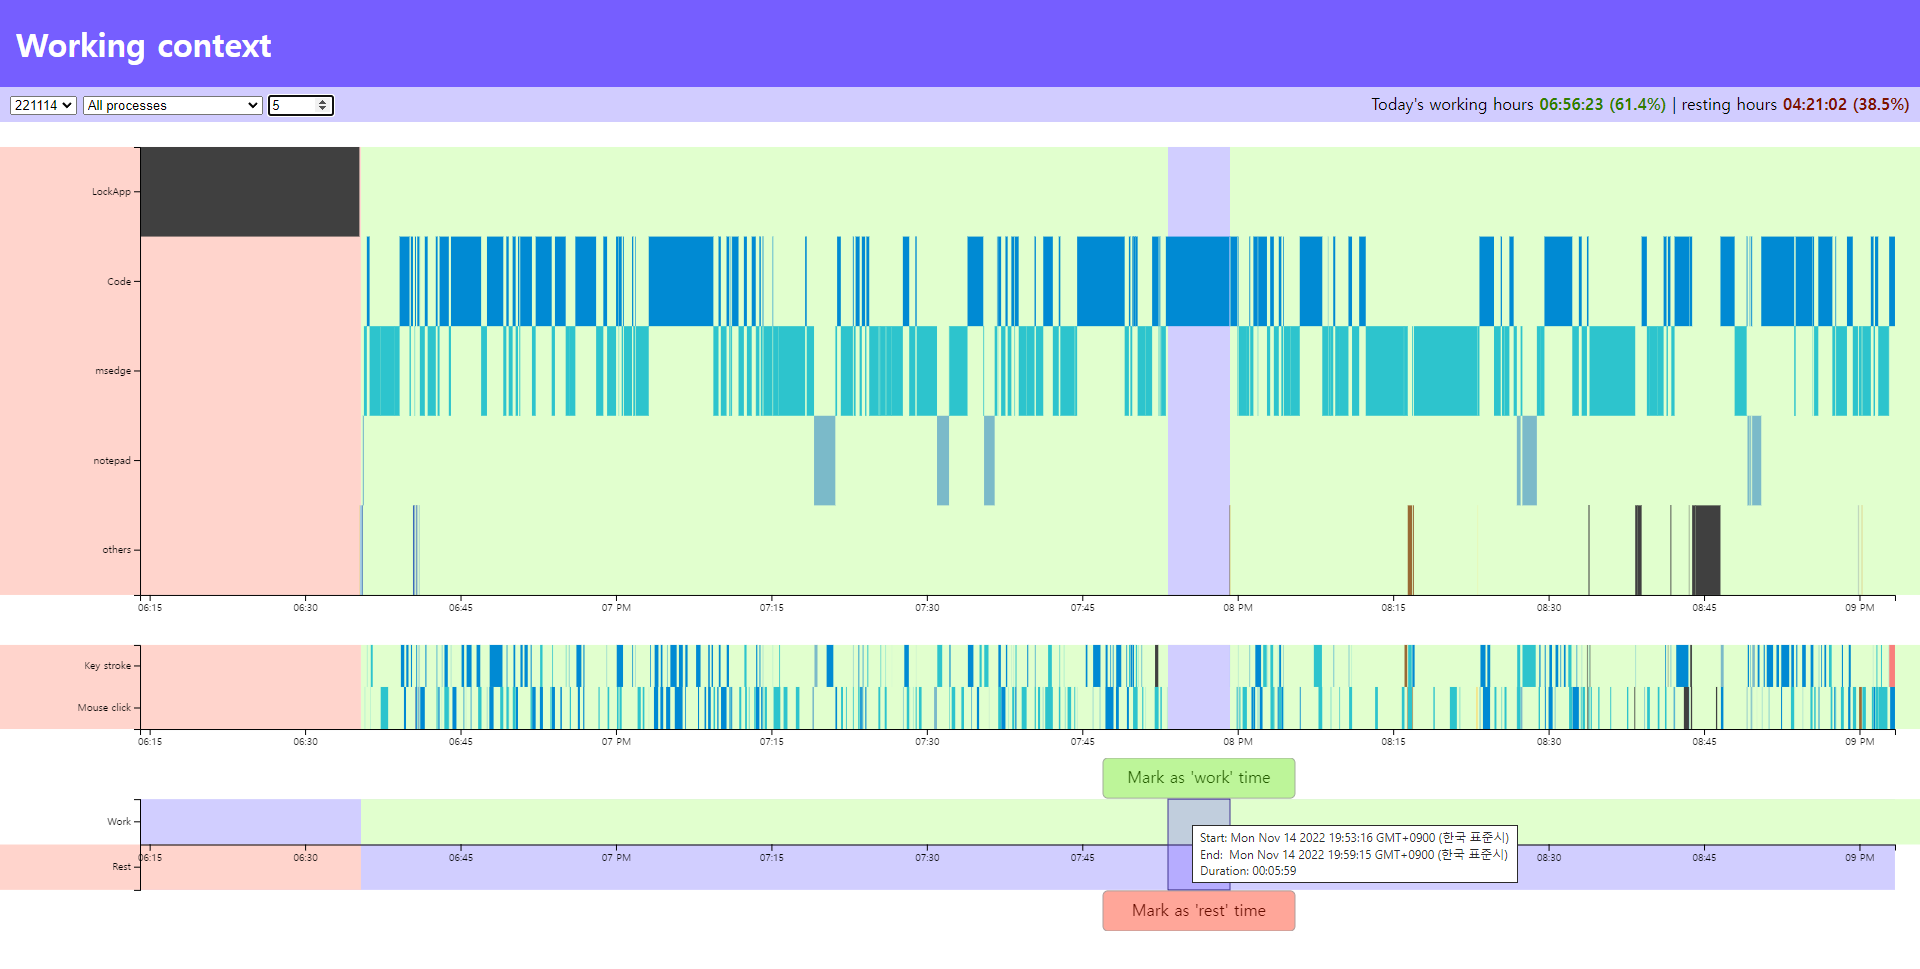 Working context
221114 All processes 5
Today's working hours 06:56:23 (61.4%) | resting hours 04:21:02 (38.5%)
LockApp
Code
msedge
notepad
others
06:15 06:30 06:45 07 PM 07:15 07:30 07:45 08 PM 08:15 08:30 08:45 09 PM
Key stroke
Mouse click
06:15 06:30 06:45 07 PM 07:15 07:30 07:45 08 PM 08:15 08:30 08:45 09 PM
Mark as 'work' time
Work
Start: Mon Nov 14 2022 19:53:16 GMT+0900 (한국 표준시)
End: Mon Nov 14 2022 19:59:15 GMT+0900 (한국 표준시)
Duration: 00:05:59
06:15 06:30 06:45 07 PM 07:15 07:30 07:45 08:30 08:45 09 PM
Rest
Mark as 'rest' time